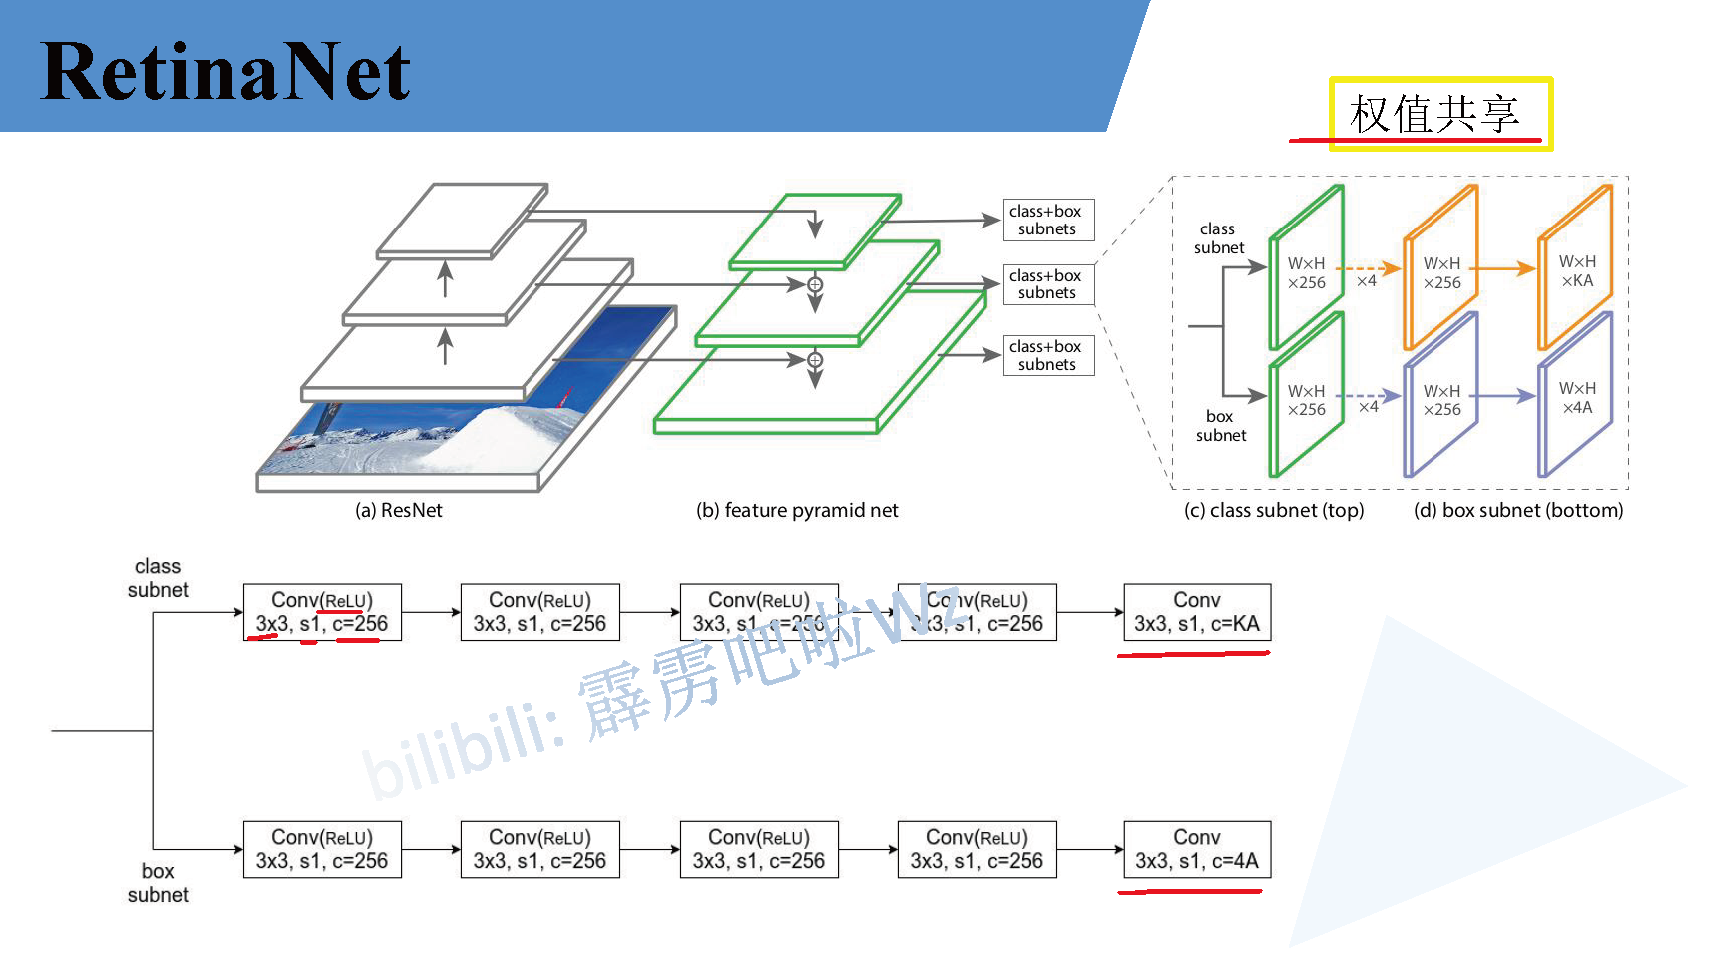 RetinaNet
权值共享
class+box
subnets
class+box
subnets
class+box
subnets
class
subnet
box
subnet
W×H
×256
×4
W×H
×256
W×H
×KA
W×H
×256
×4
W×H
×256
W×H
×4A
(a) ResNet
(b) feature pyramid net
(c) class subnet (top)
(d) box subnet (bottom)
class
subnet
Conv(ReLU)
3x3, s1, c=256
Conv(ReLU)
3x3, s1, c=256
Conv(ReLU)
3x3, s1, c=256
Conv(ReLU)
3x3, s1, c=256
Conv
3x3, s1, c=KA
bilibili: 霹雳吧啦Wz
box
subnet
Conv(ReLU)
3x3, s1, c=256
Conv(ReLU)
3x3, s1, c=256
Conv(ReLU)
3x3, s1, c=256
Conv(ReLU)
3x3, s1, c=256
Conv
3x3, s1, c=4A